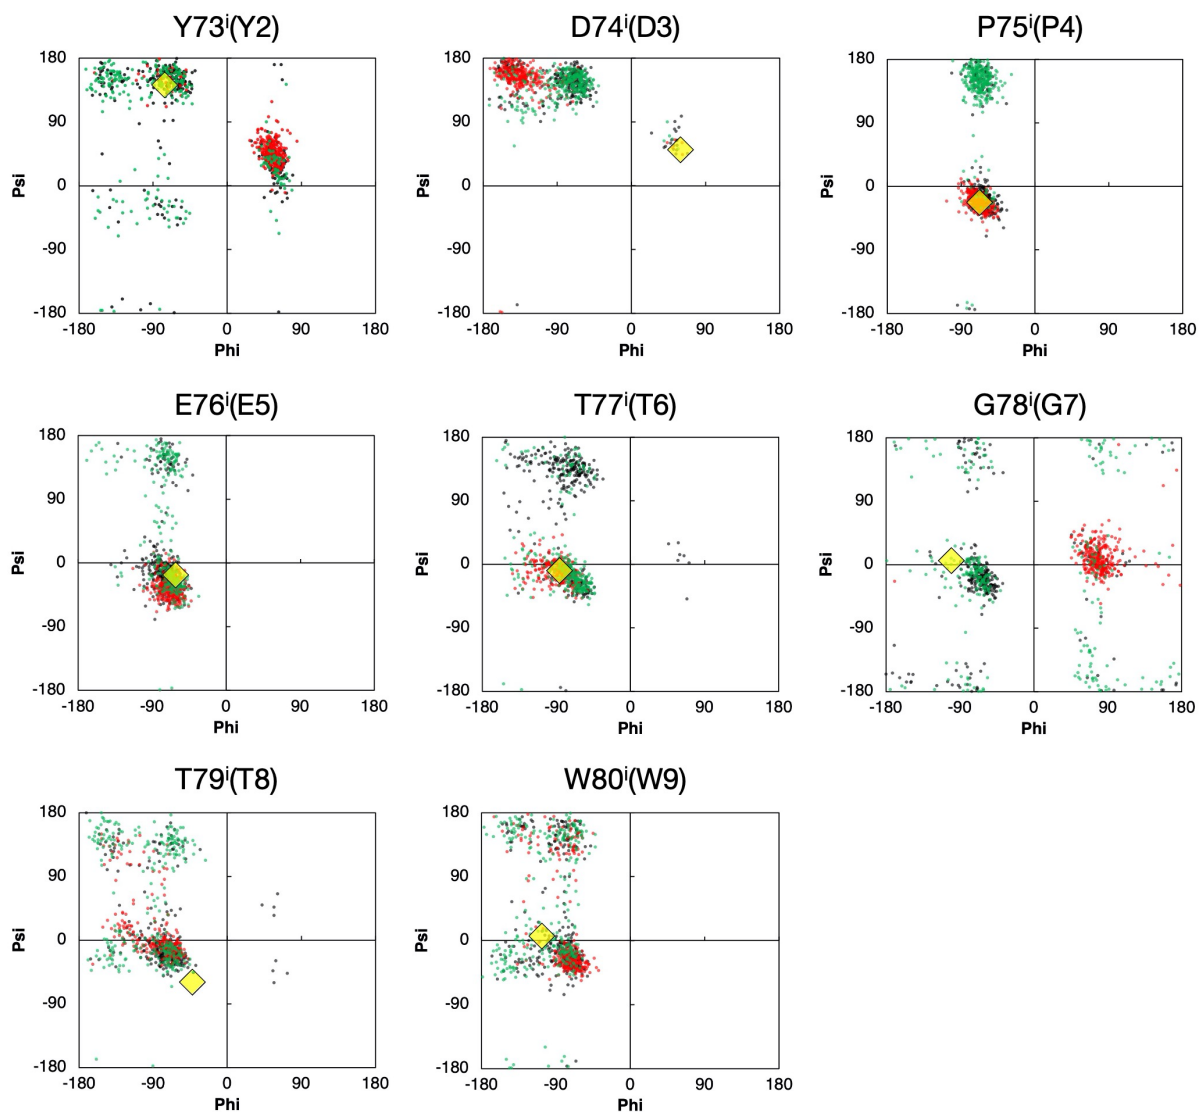 Y73ⁱ(Y2) D74ⁱ(D3) P75ⁱ(P4)
180 180 180
90 90 90
Psi 0 Psi 0 Psi 0
-90 -90 -90
-180 -180 -180
-180 -90 0 90 180 -180 -90 0 90 180 -180 -90 0 90 180
Phi Phi Phi
E76ⁱ(E5) T77ⁱ(T6) G78ⁱ(G7)
180 180 180
90 90 90
Psi 0 Psi 0 Psi 0
-90 -90 -90
-180 -180 -180
-180 -90 0 90 180 -180 -90 0 90 180 -180 -90 0 90 180
Phi Phi Phi
T79ⁱ(T8) W80ⁱ(W9)
180 180
90 90
Psi 0 Psi 0
-90 -90
-180 -180
-180 -90 0 90 180 -180 -90 0 90 180
Phi Phi